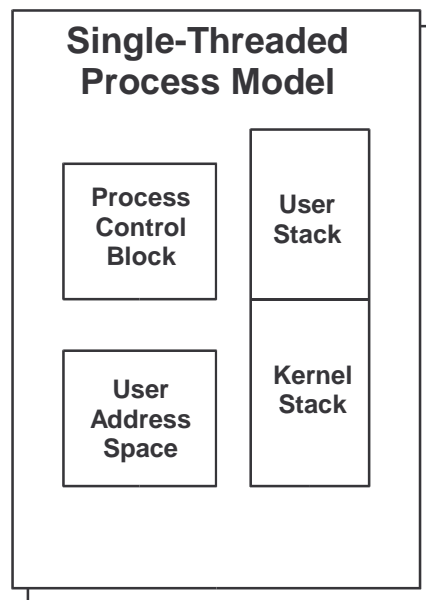 Single-Threaded
Process Model
Process
Control
Block
User
Stack
User
Address
Space
Kernel
Stack